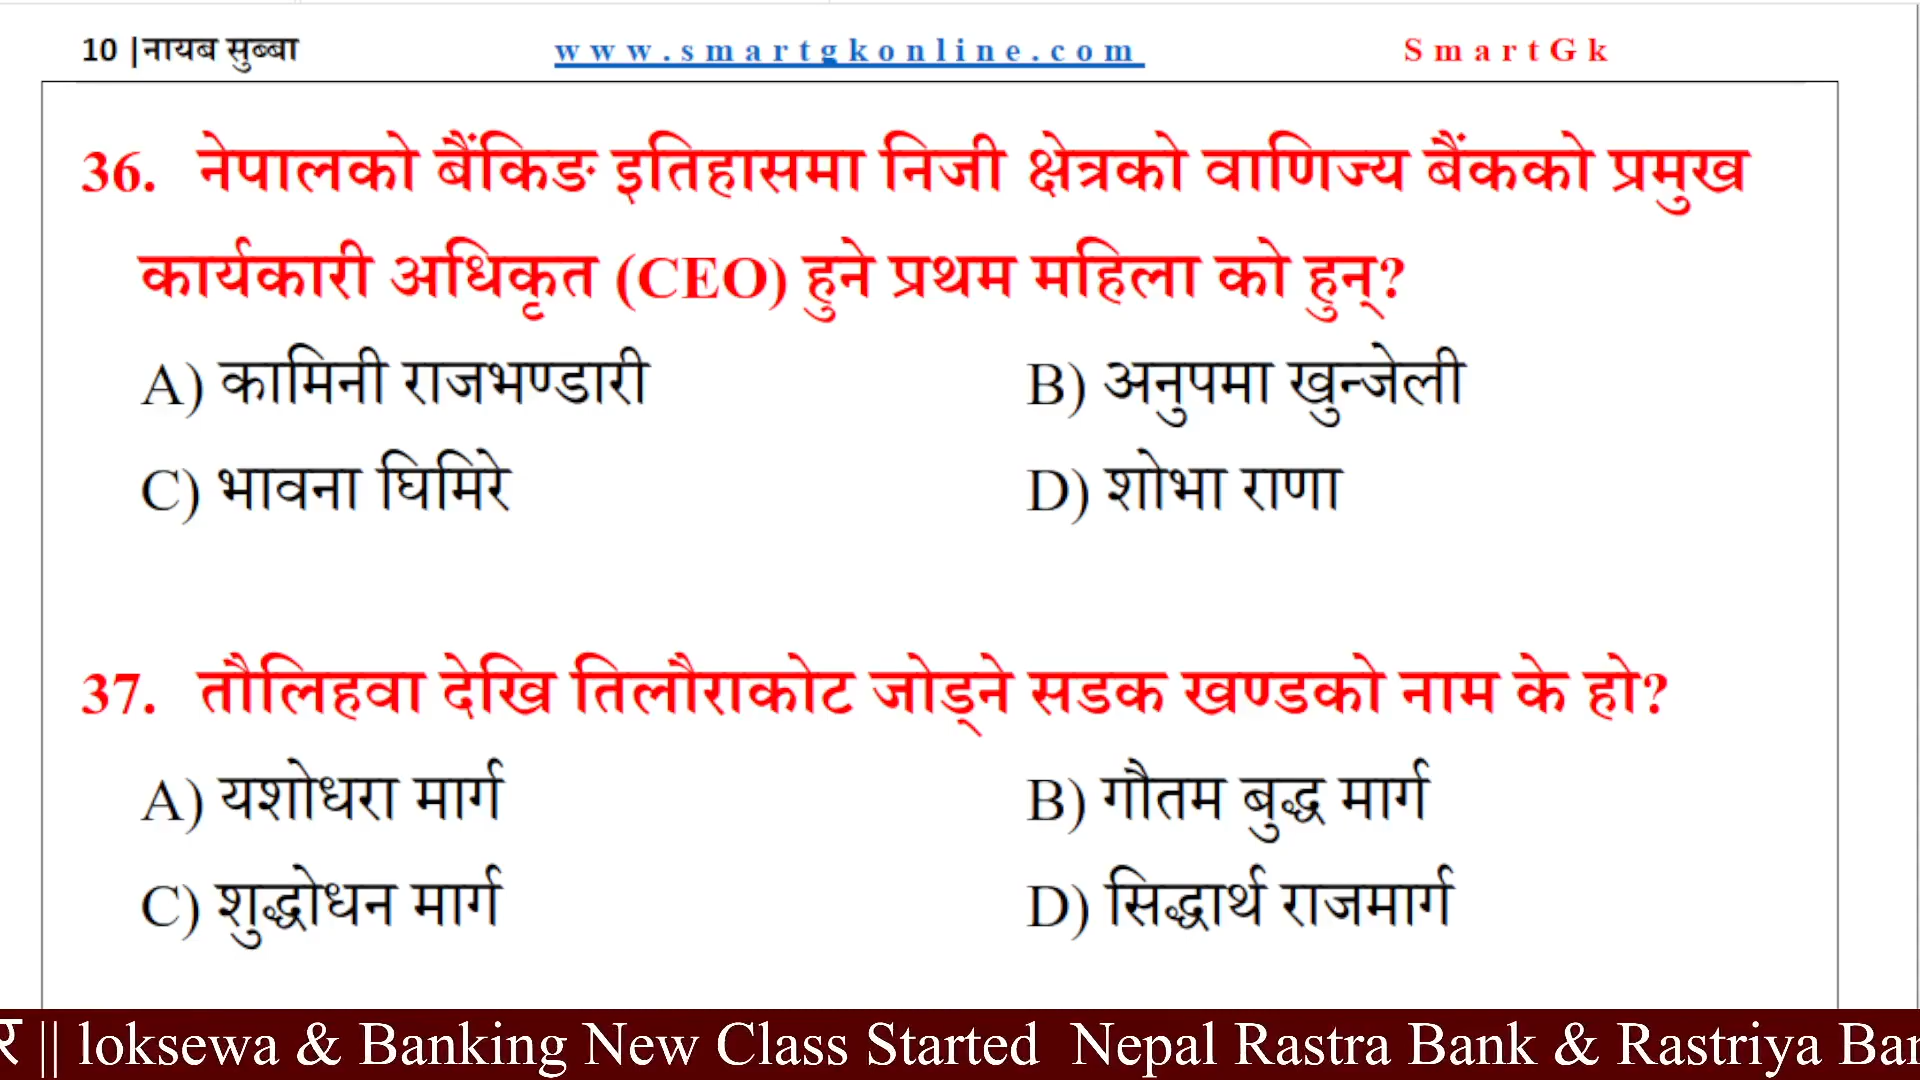 10 |नायब सुब्बा www.smartgkonline.com SmartGk
36. नेपालको बैंकिङ इतिहासमा निजी क्षेत्रको वाणिज्य बैंकको प्रमुख
कार्यकारी अधिकृत (CEO) हुने प्रथम महिला को हुन्?
A) कामिनी राजभण्डारी B) अनुपमा खुन्जेली
C) भावना घिमिरे D) शोभा राणा
37. तौलिहवा देखि तिलौराकोट जोड्ने सडक खण्डको नाम के हो?
A) यशोधरा मार्ग B) गौतम बुद्ध मार्ग
C) शुद्धोधन मार्ग D) सिद्धार्थ राजमार्ग
|| loksewa & Banking New Class Started Nepal Rastra Bank & Rastriya